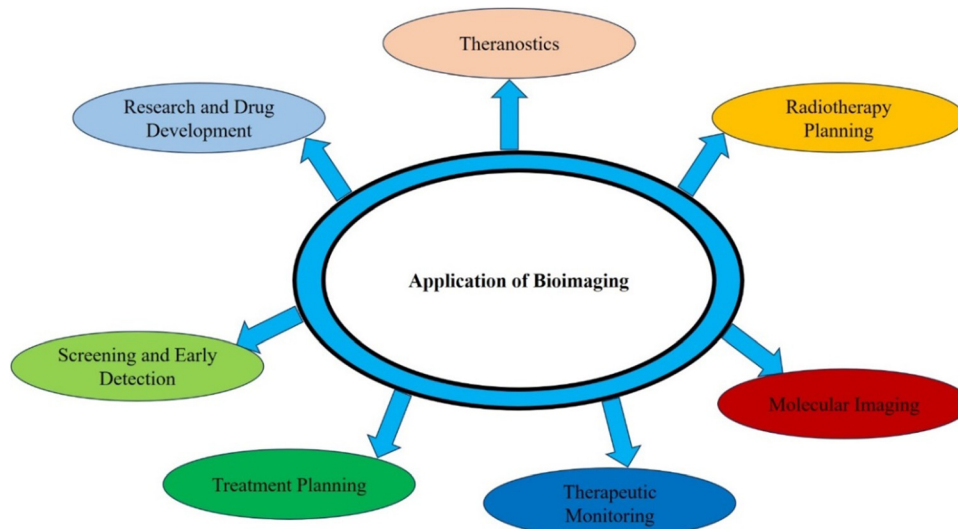 Theranostics
Research and Drug
Development
Radiotherapy
Planning
Application of Bioimaging
Screening and Early
Detection
Molecular Imaging
Treatment Planning
Therapeutic
Monitoring